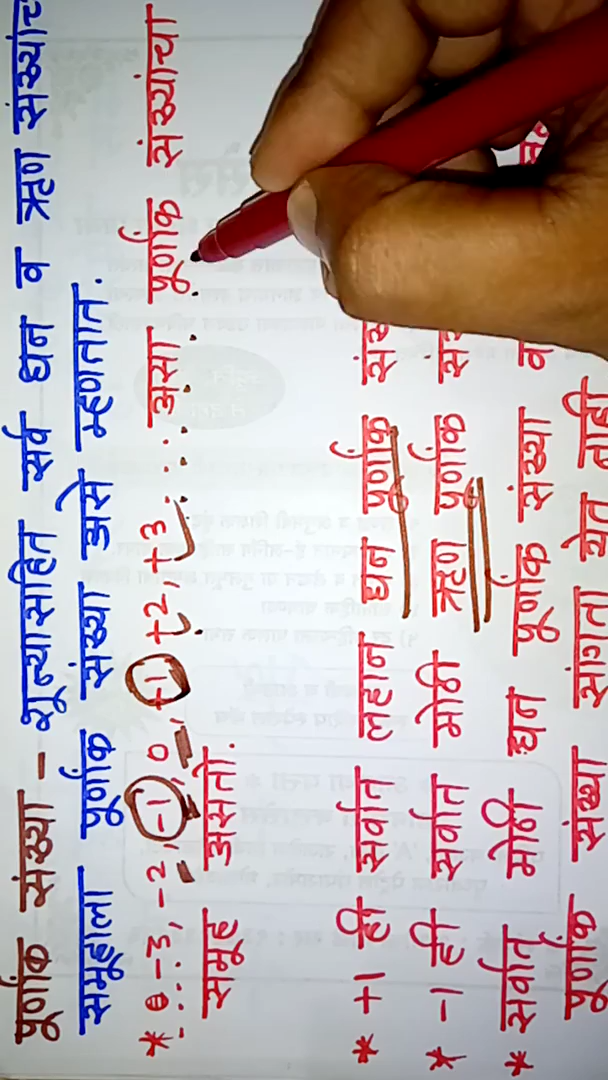 पूर्णांक संख्या - शून्यासहित सर्व धन व ऋण संख्यांच्या
समूहाला पूर्णांक संख्या असे म्हणतात.
* ....-3, -2, -1, 0, +1, +2, +3..... असा पूर्णांक संख्यांचा
समूह असतो.
* +1 ही सर्वात लहान धन पूर्णांक
* -1 ही सर्वात मोठी ऋण पूर्णांक
* सर्वात मोठी धन पूर्णांक संख्या
पूर्णांक संख्या सांगता येत नाही